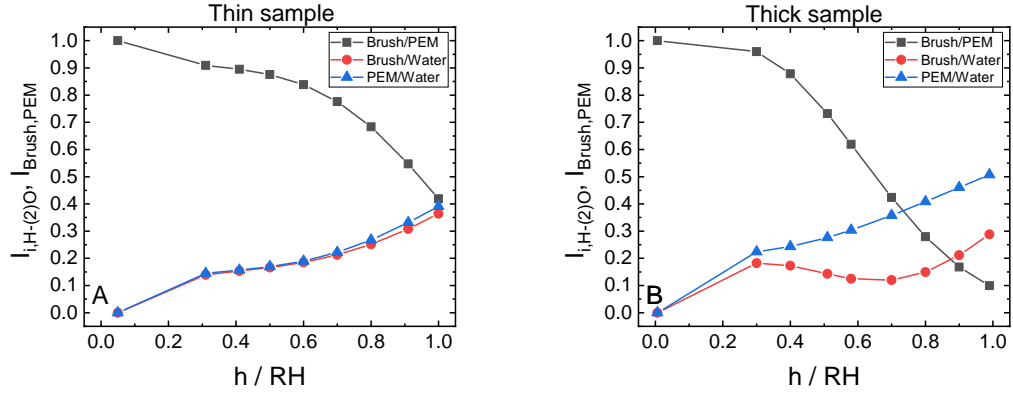 Thin sample
1.0
0.9
0.8
0.7
0.6
0.5
0.4
0.3
0.2
0.1
0.0
I_i,H-(2)O, I_Brush,PEM
Brush/PEM
Brush/Water
PEM/Water
A
0.0 0.2 0.4 0.6 0.8 1.0
h / RH
Thick sample
1.0
0.9
0.8
0.7
0.6
0.5
0.4
0.3
0.2
0.1
0.0
I_i,H-(2)O, I_Brush,PEM
Brush/PEM
Brush/Water
PEM/Water
B
0.0 0.2 0.4 0.6 0.8 1.0
h / RH